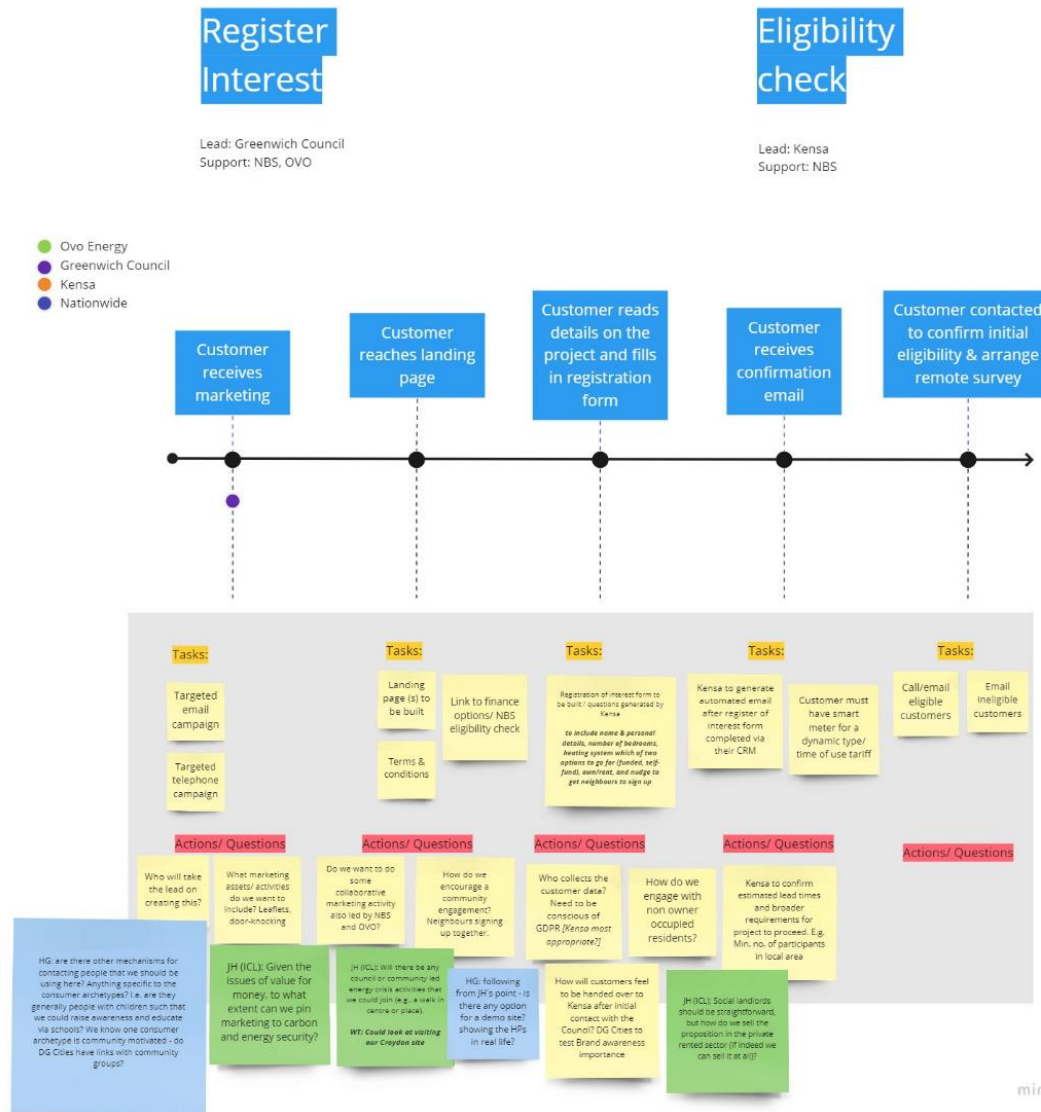 Register
Interest
Eligibility
check
Lead: Greenwich Council
Support: NBS, OVO
Lead: Kensa
Support: NBS
Ovo Energy
Greenwich Council
Kensa
Nationwide
Customer
receives
marketing
Customer
reaches landing
page
Customer reads
details on the
project and fills
in registration
form
Customer
receives
confirmation
email
Customer contacted
to confirm initial
eligibility & arrange
remote survey
Tasks:
Targeted
email
campaign
Targeted
telephone
campaign
Tasks:
Landing
page (s) to
be built
Link to finance
options/ NBS
eligibility check
Terms &
conditions
Tasks:
Registration of interest form to
be built / questions generated by
Kensa
to include name & personal
details, number of bedrooms,
heating system which of two
options to go for (funded, self-
fund), own/rent, and nudge to
get neighbours to sign up
Tasks:
Kensa to generate
automated email
after register of
interest form
completed via
their CRM
Customer must
have smart
meter for a
dynamic type/
time of use tariff
Tasks:
Call/email
eligible
customers
Email
ineligible
customers
Actions/ Questions
Who will take
the lead on
creating this?
What marketing
assets/ activities
do we want to
include? Leaflets,
door-knocking
HG: are there other mechanisms for
contacting people that we should be
using here? Anything specific to the
consumer archetypes? I.e. are they
generally people with children such that
we could raise awareness and educate
via schools? We know one consumer
archetype is community motivated - do
DG Cities have links with community
groups?
JH (ICL): Given the
issues of value for
money. to what
extent can we pin
marketing to carbon
and energy security?
Actions/ Questions
Do we want to do
some
collaborative
marketing activity
also led by NBS
and OVO?
How do we
encourage a
community
engagement?
Neighbours signing
up together.
JH (ICL): Will there be any
council or community led
energy crisis activities that
we could join (e.g., a walk in
centre or place).
WT: Could look at visiting
our Croydon site
HG: following
from JH's point - is
there any option
for a demo site?
showing the HPs
in real life?
Actions/ Questions
Who collects the
customer data?
Need to be
conscious of
GDPR [Kensa most
appropriate?]
How do we
engage with
non owner
occupied
residents?
How will customers feel
to be handed over to
Kensa after initial
contact with the
Council? DG Cities to
test Brand awareness
importance
Actions/ Questions
Kensa to confirm
estimated lead times
and broader
requirements for
project to proceed. E.g.
Min. no. of participants
in local area
JH (ICL): Social landlords
should be straightforward,
but how do we sell the
proposition in the private
rented sector (if indeed we
can sell it at all)?
Actions/ Questions